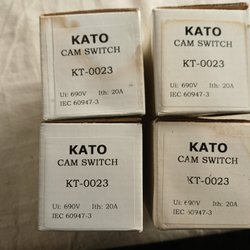 KATO
CAM SWITCH
KT-0023
Ui: 690V Ith: 20A
IEC 60947-3
KATO
CAM SWITCH
KT-0023
Ui: 690V Ith: 20A
IEC 60947-3
KATO
CAM SWITCH
KT-0023
Ui: 690V Ith: 20A
IEC 60947-3
KATO
CAM SWITCH
KT-0023
Ui: 690V Ith: 20A
IEC 60947-3